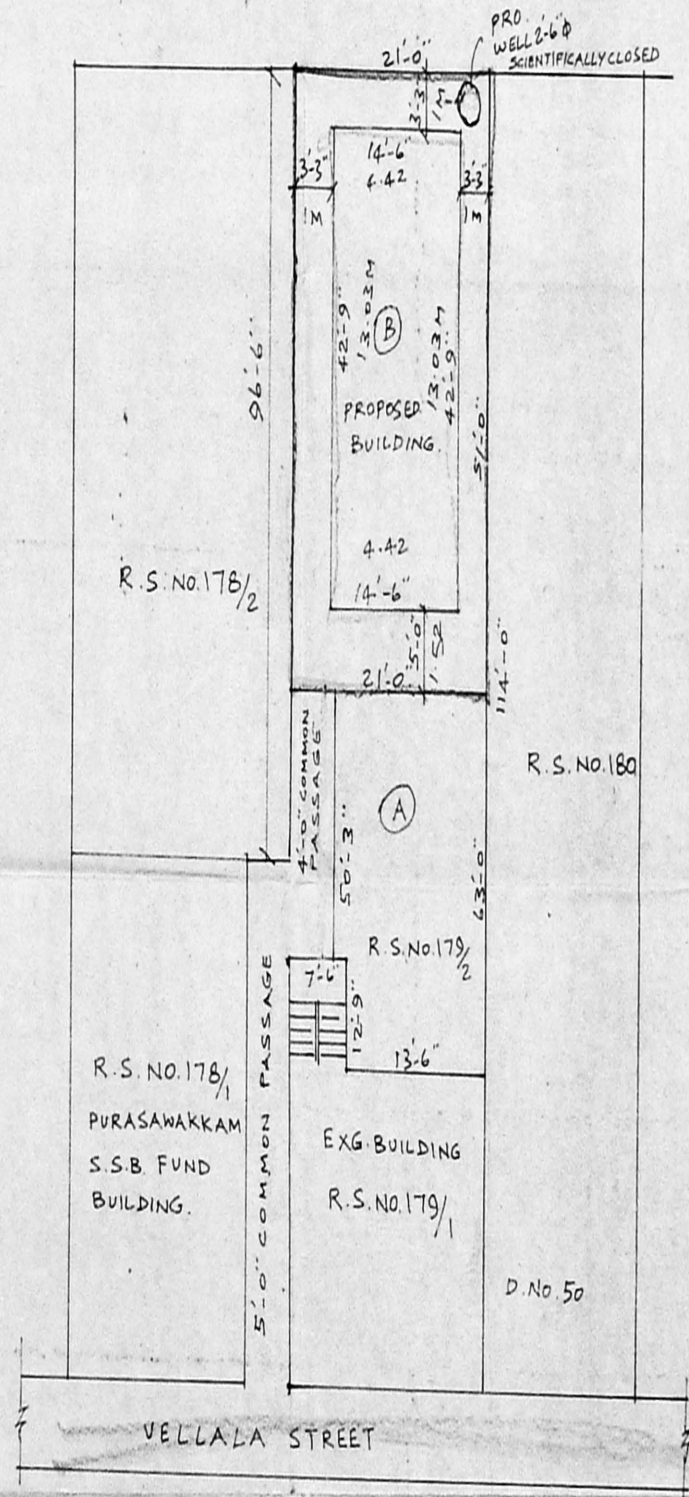 PRO.
WELL 2'-6"ϕ
SCIENTIFICALLY CLOSED
21'-0"
3'-3"
1M
14'-6"
4.42
3'-3"
1M
3'-3"
1M
96'-6"
42'-9"
13.03M
B
13.03M
42'-9"
51'-0"
PROPOSED
BUILDING
4.42
14'-6"
R.S.NO.178/2
5'-0"
1.52
21'-0"
114'-0"
4'-0" COMMON
PASSAGE
A
R.S.NO.180
50'-3"
63'-0"
R.S.NO.179/2
7'-6"
12'-9"
13'-6"
5'-0" COMMON PASSAGE
R.S.NO.178/1
PURASAWAKKAM
S.S.B. FUND
BUILDING.
EXG.BUILDING
R.S.NO.179/1
D.NO.50
VELLALA STREET